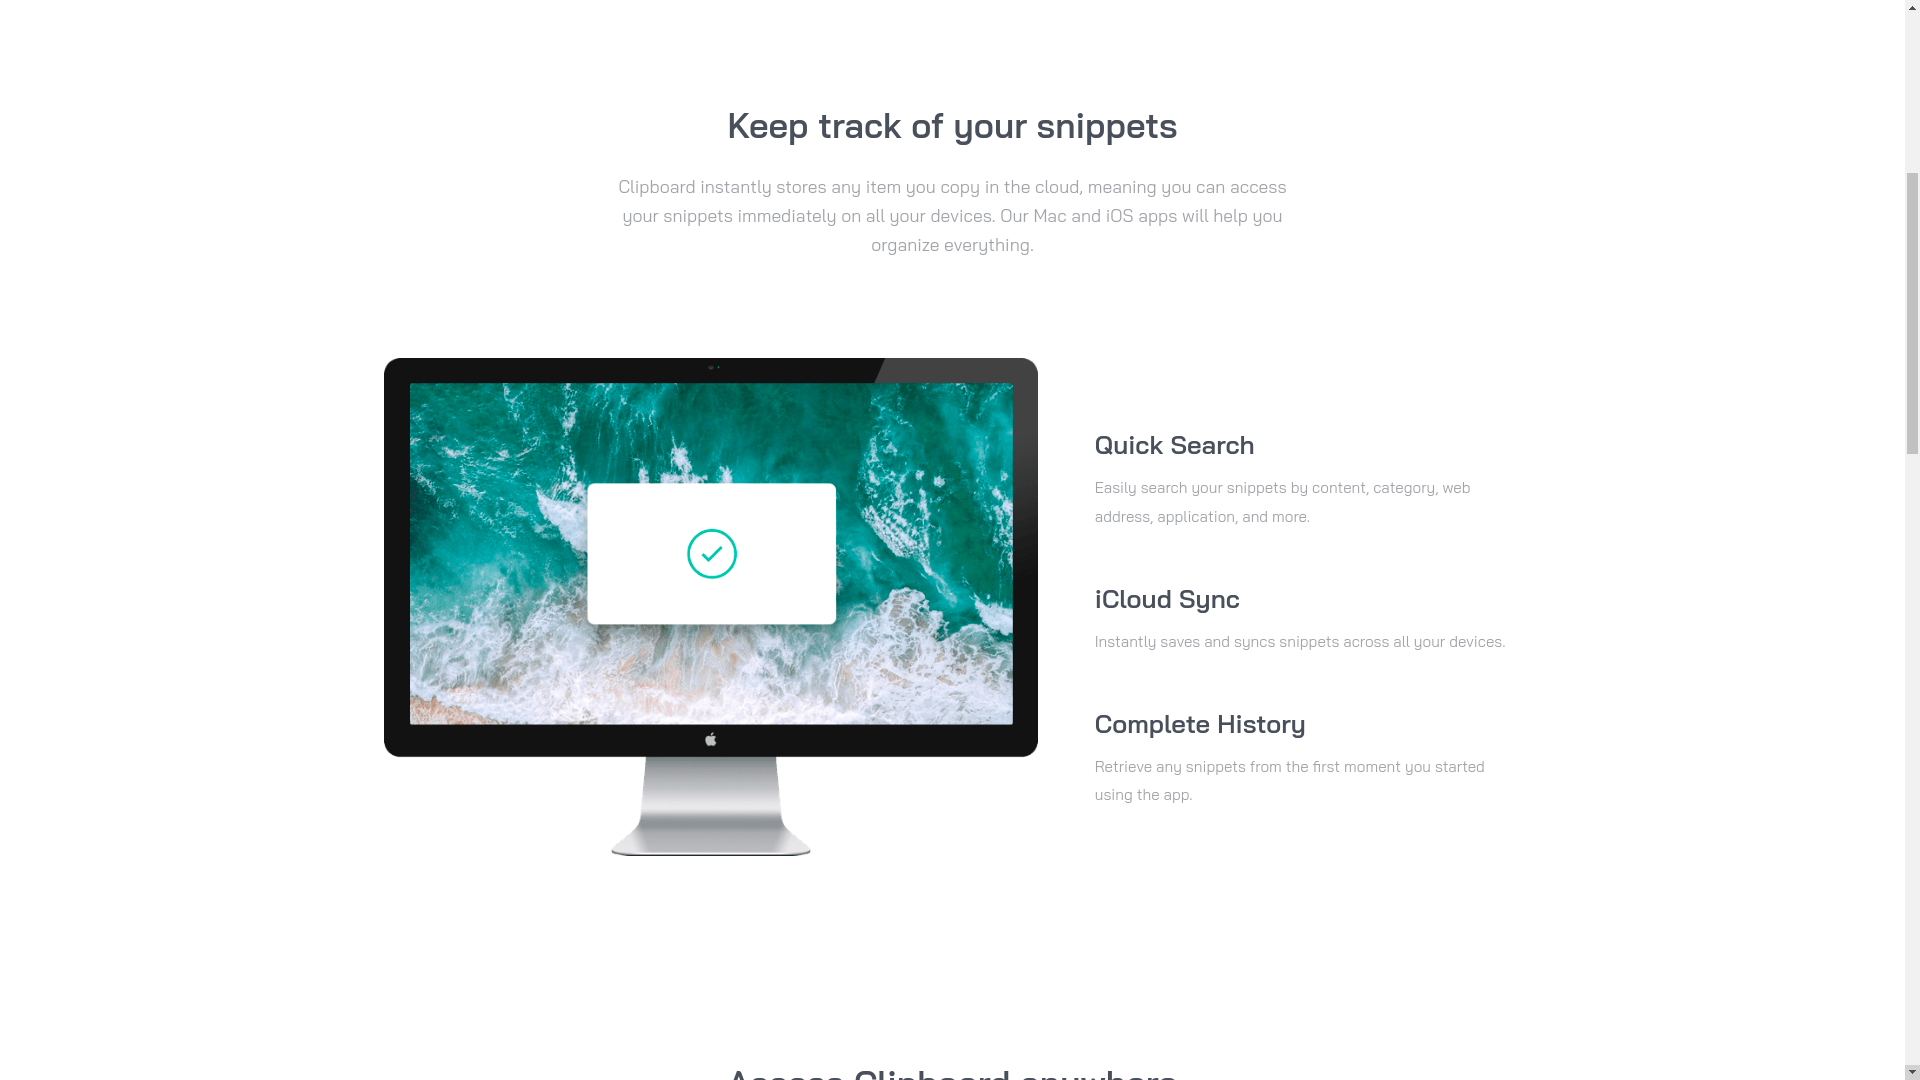 Keep track of your snippets
Clipboard instantly stores any item you copy in the cloud, meaning you can access
your snippets immediately on all your devices. Our Mac and iOS apps will help you
organize everything.
Quick Search
Easily search your snippets by content, category, web
address, application, and more.
iCloud Sync
Instantly saves and syncs snippets across all your devices.
Complete History
Retrieve any snippets from the first moment you started
using the app.
Access Clipboard anywhere